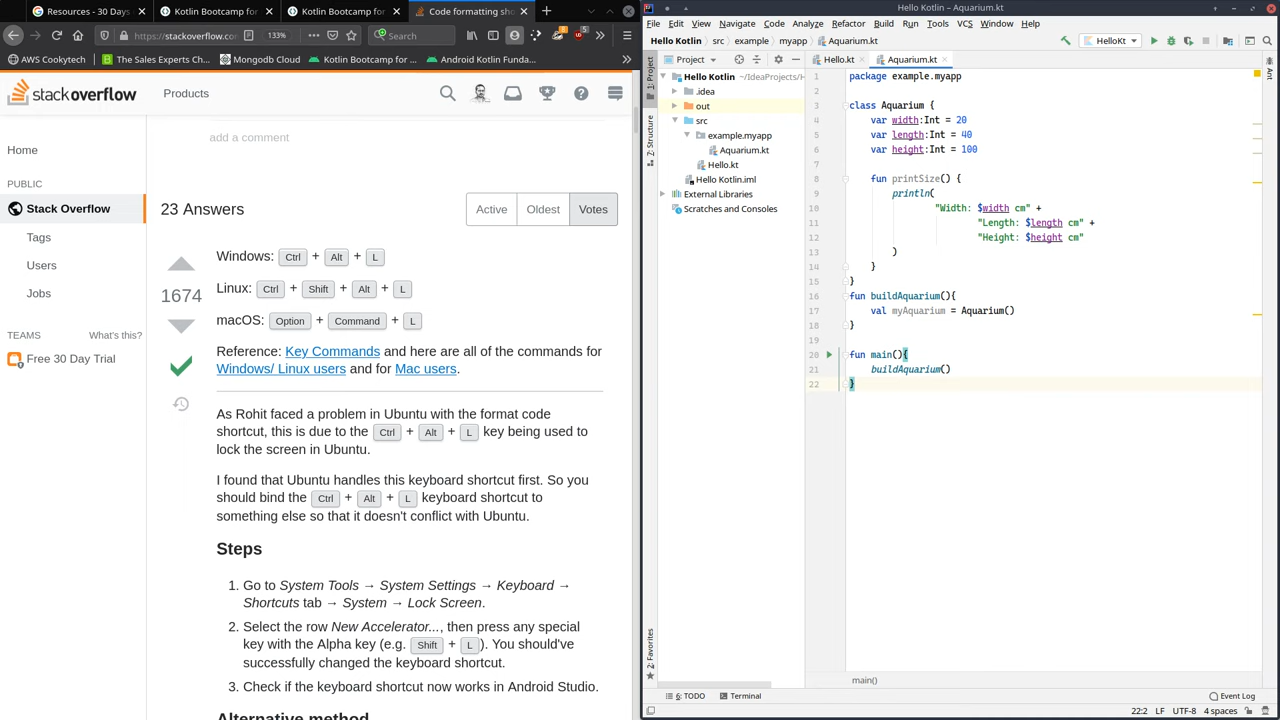 Resources - 30 Days
Kotlin Bootcamp for
Kotlin Bootcamp for
Code formatting sho
https://stackoverflow.com
133%
Search
AWS Cookytech
The Sales Experts Ch
Mongodb Cloud
Kotlin Bootcamp for
Android Kotlin Funda
stackoverflow
Products
Home
PUBLIC
Stack Overflow
Tags
Users
Jobs
TEAMS
What's this?
Free 30 Day Trial
add a comment
23 Answers
Active
Oldest
Votes
1674
Windows: Ctrl + Alt + L
Linux: Ctrl + Shift + Alt + L
macOS: Option + Command + L
Reference: Key Commands and here are all of the commands for
Windows/ Linux users and for Mac users.
As Rohit faced a problem in Ubuntu with the format code
shortcut, this is due to the Ctrl + Alt + L key being used to
lock the screen in Ubuntu.
I found that Ubuntu handles this keyboard shortcut first. So you
should bind the Ctrl + Alt + L keyboard shortcut to
something else so that it doesn't conflict with Ubuntu.
Steps
1. Go to System Tools → System Settings → Keyboard →
Shortcuts tab → System → Lock Screen.
2. Select the row New Accelerator..., then press any special
key with the Alpha key (e.g. Shift + L ). You should've
successfully changed the keyboard shortcut.
3. Check if the keyboard shortcut now works in Android Studio.
Alternative method
Hello Kotlin - Aquarium.kt
File Edit View Navigate Code Analyze Refactor Build Run Tools VCS Window Help
Hello Kotlin src example myapp Aquarium.kt
HelloKt
Project
Hello.kt
Aquarium.kt
1: Project
Z: Structure
2: Favorites
Ant
Hello Kotlin ~/IdeaProjects/H
.idea
out
src
example.myapp
Aquarium.kt
Hello.kt
Hello Kotlin.iml
External Libraries
Scratches and Consoles
1 package example.myapp
2
3 class Aquarium {
4 var width:Int = 20
5 var length:Int = 40
6 var height:Int = 100
7
8 fun printSize() {
9 println(
10 "Width: $width cm" +
11 "Length: $length cm" +
12 "Height: $height cm"
13 )
14 }
15 }
16 fun buildAquarium(){
17 val myAquarium = Aquarium()
18 }
19
20 fun main(){
21 buildAquarium()
22 }
main()
6: TODO
Terminal
Event Log
22:2 LF UTF-8 4 spaces